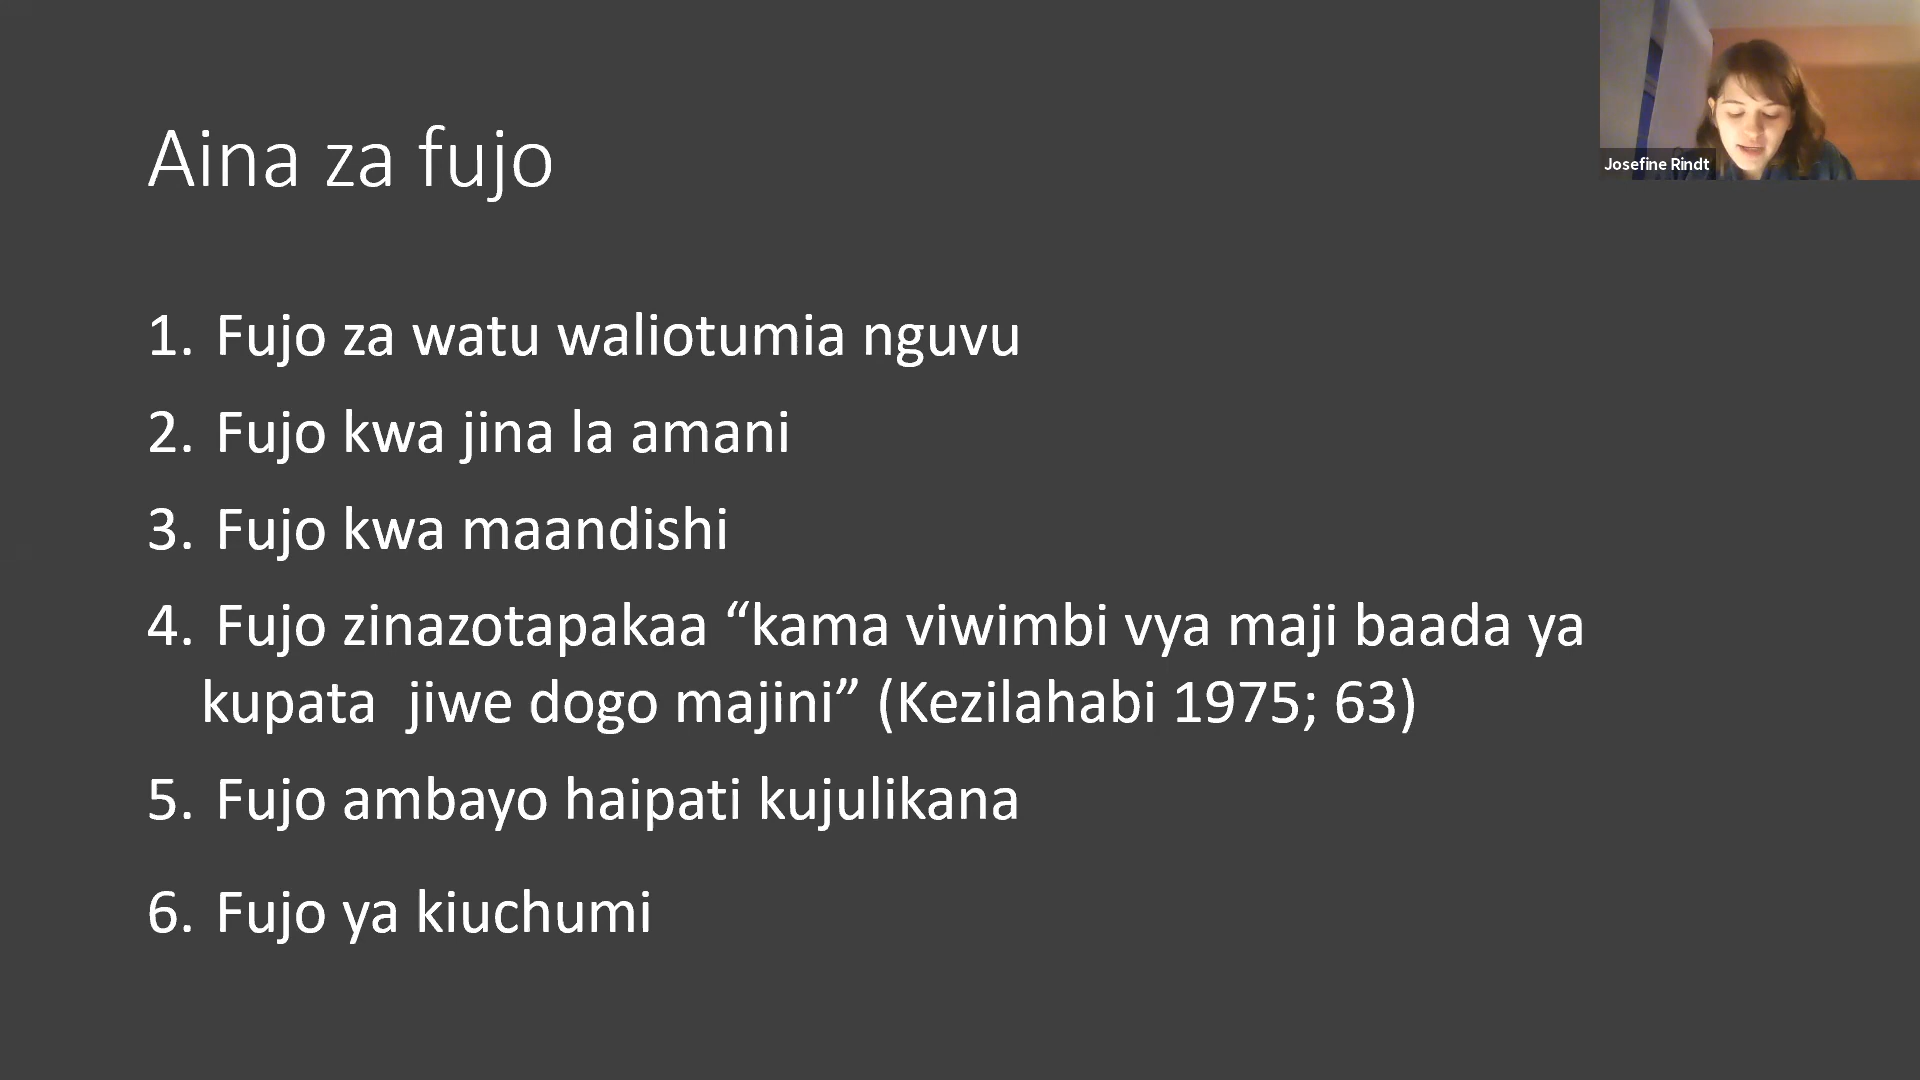 Josefine Rindt
Aina za fujo
1. Fujo za watu waliotumia nguvu
2. Fujo kwa jina la amani
3. Fujo kwa maandishi
4. Fujo zinazotapakaa “kama viwimbi vya maji baada ya
kupata jiwe dogo majini” (Kezilahabi 1975; 63)
5. Fujo ambayo haipati kujulikana
6. Fujo ya kiuchumi